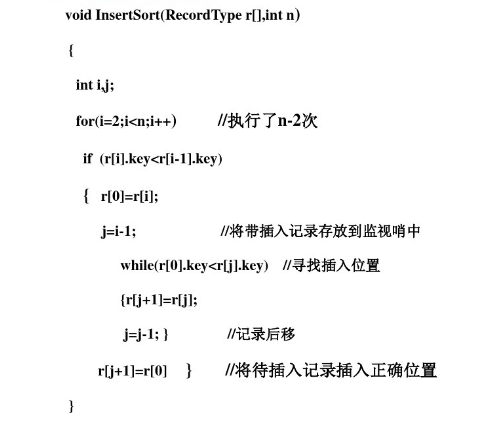 void InsertSort(RecordType r[],int n)
{
int i,j;
for(i=2;i<n;i++) //执行了n-2次
if (r[i].key<r[i-1].key)
{ r[0]=r[i];
j=i-1; //将带插入记录存放到监视哨中
while(r[0].key<r[j].key) //寻找插入位置
{r[j+1]=r[j];
j=j-1; } //记录后移
r[j+1]=r[0] } //将待插入记录插入正确位置
}